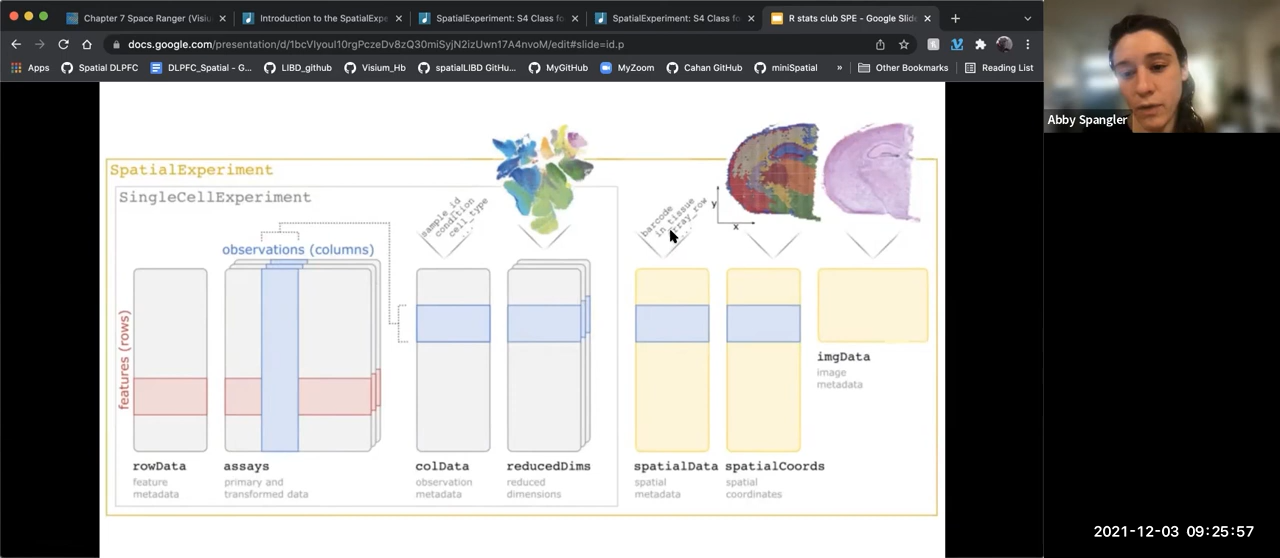 Chapter 7 Space Ranger (Visiu
Introduction to the SpatialExpe
SpatialExperiment: S4 Class fo
SpatialExperiment: S4 Class fo
R stats club SPE - Google Slide
docs.google.com/presentation/d/1bcVIyouI10rgPczeDv8zQ30miSyjN2izUwn17A4nvoM/edit#slide=id.p
Apps
Spatial DLPFC
DLPFC_Spatial - G...
LIBD_github
Visium_Hb
spatialLIBD GitHu...
MyGitHub
MyZoom
Cahan GitHub
miniSpatial
»
Other Bookmarks
Reading List
Abby Spangler
SpatialExperiment
SingleCellExperiment
sample_id
condition
cell_type
...
barcode
in_tissue
array_row
...
y
x
observations (columns)
features (rows)
rowData
feature
metadata
assays
primary and
transformed data
colData
observation
metadata
reducedDims
reduced
dimensions
spatialData
spatial
metadata
spatialCoords
spatial
coordinates
imgData
image
metadata
2021-12-03 09:25:57